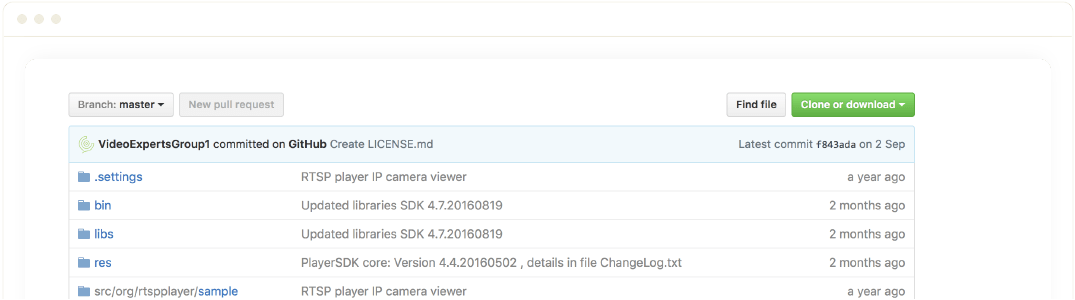 Branch: master New pull request Find file Clone or download
VideoExpertsGroup1 committed on GitHub Create LICENSE.md Latest commit f843ada on 2 Sep
.settings RTSP player IP camera viewer a year ago
bin Updated libraries SDK 4.7.20160819 2 months ago
libs Updated libraries SDK 4.7.20160819 2 months ago
res PlayerSDK core: Version 4.4.20160502 , details in file ChangeLog.txt 2 months ago
src/org/rtspplayer/sample RTSP player IP camera viewer a year ago